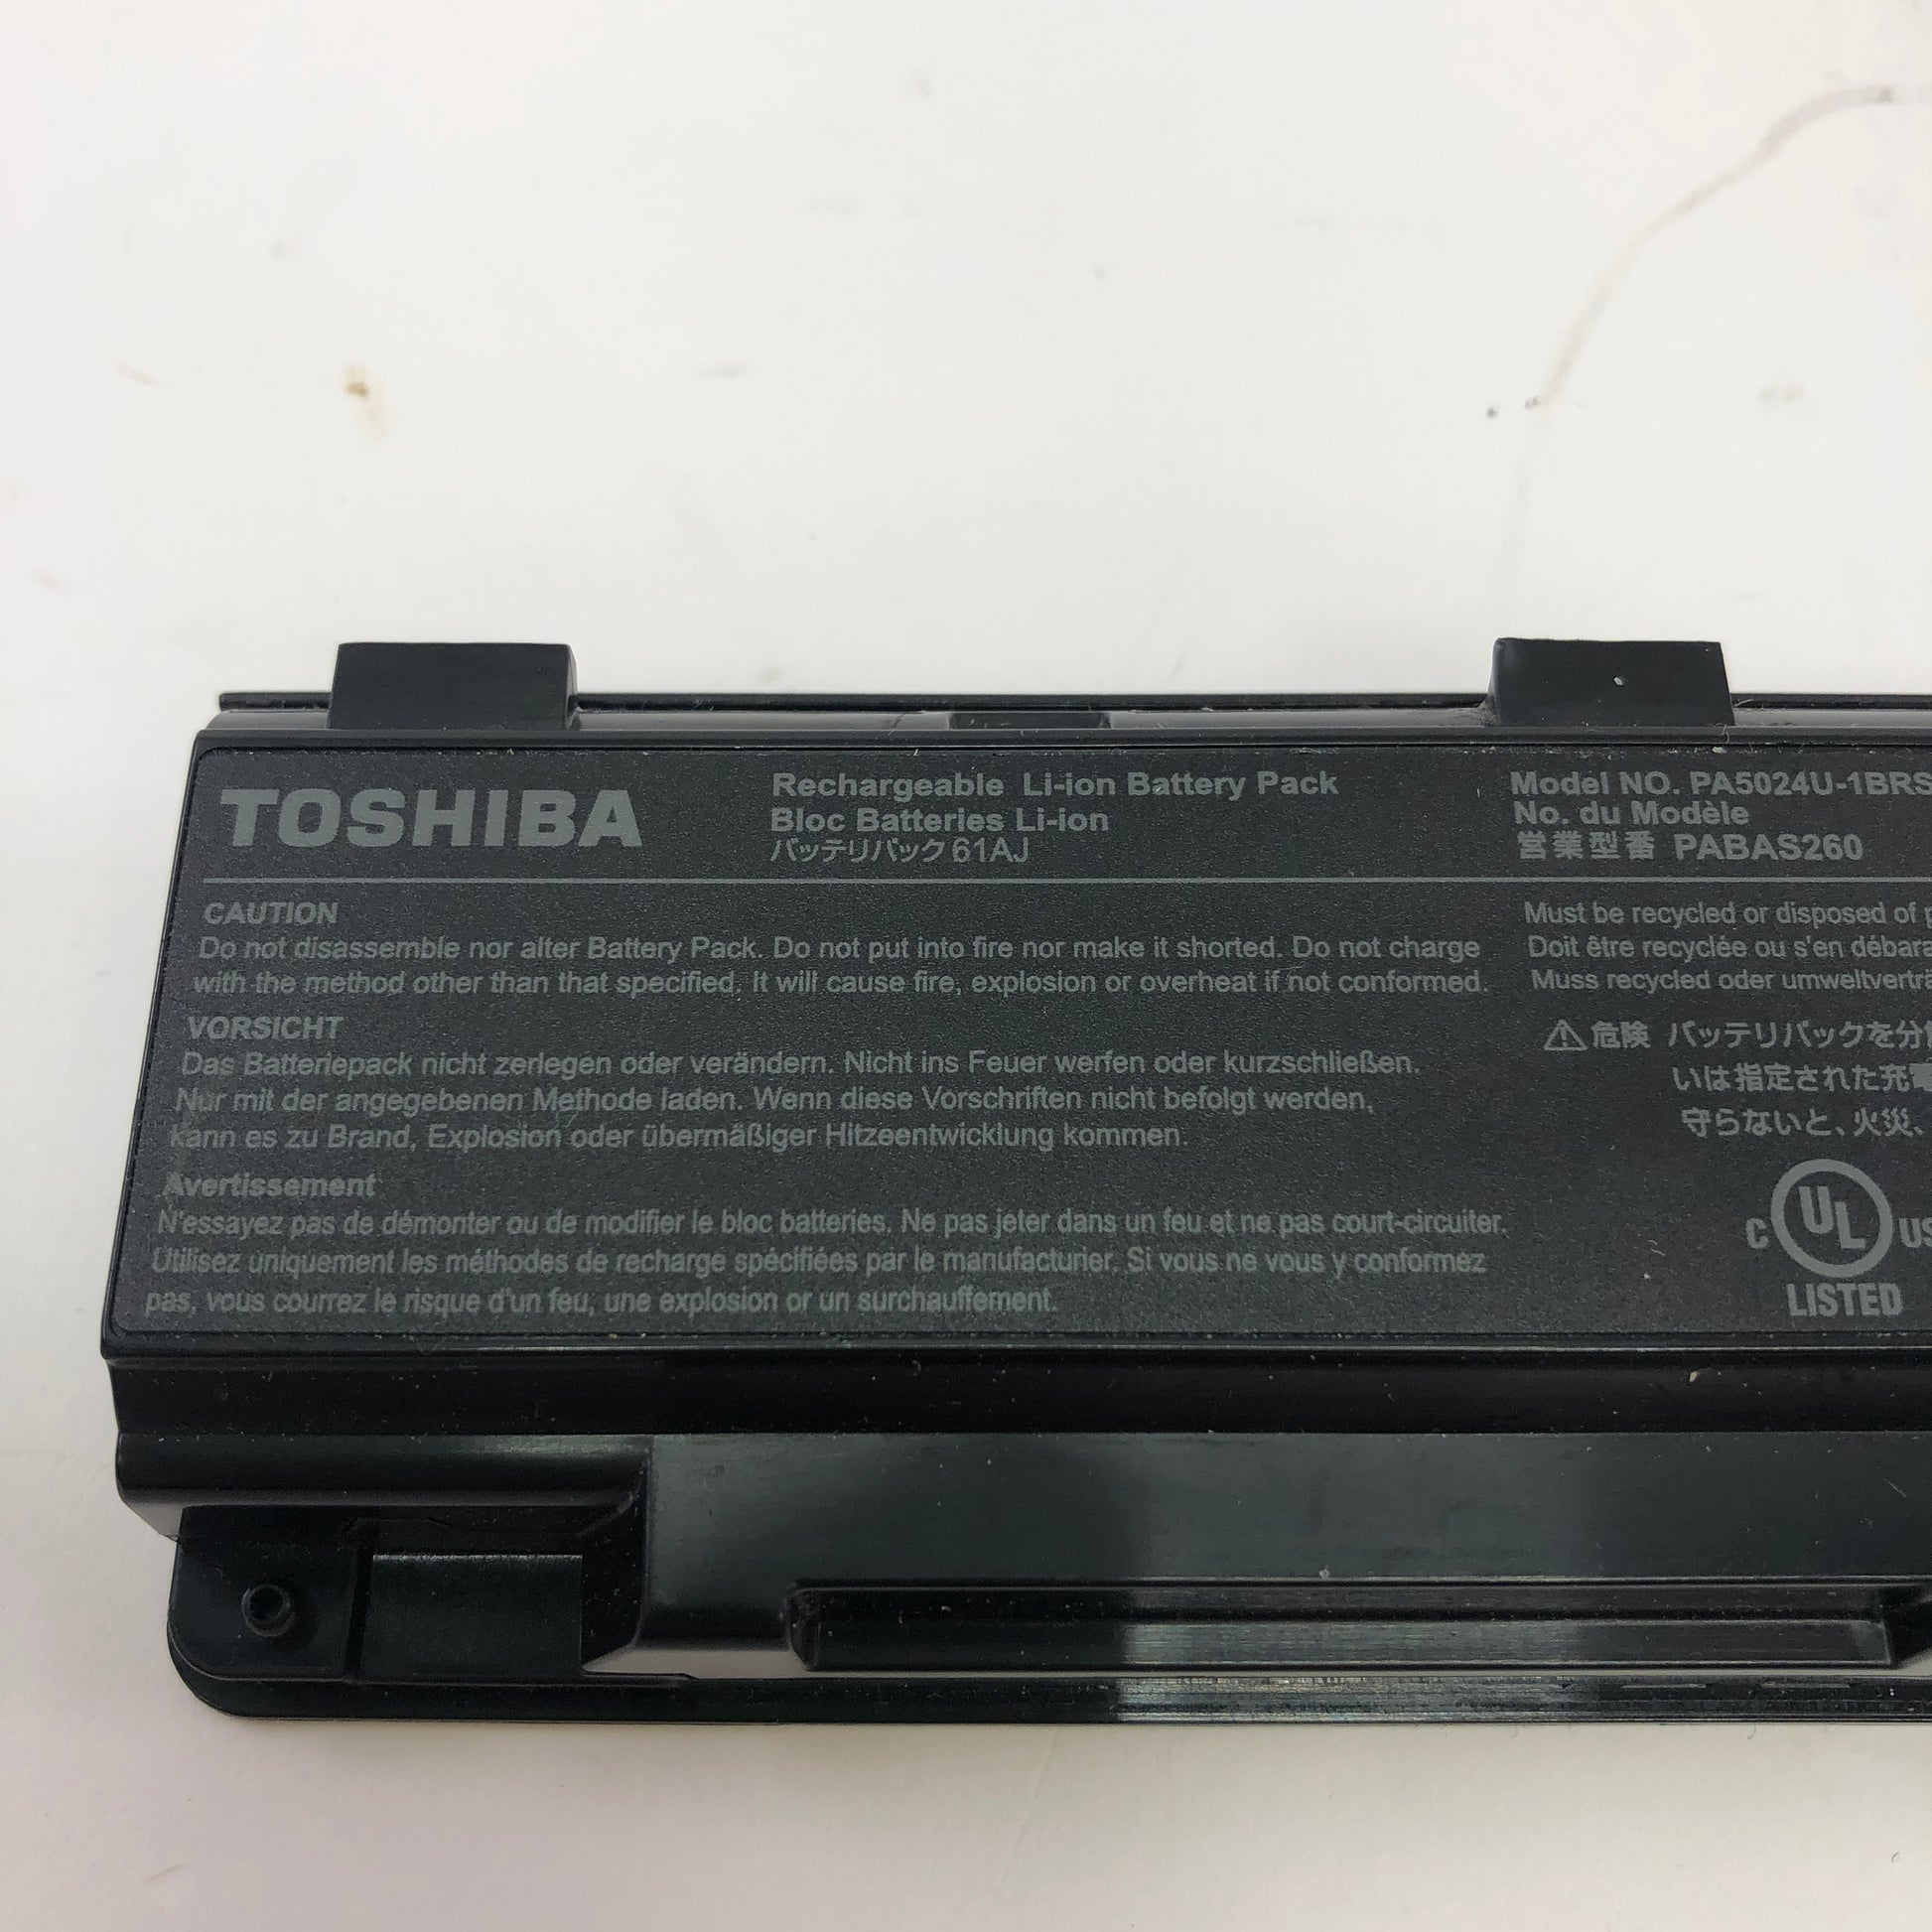 TOSHIBA
Rechargeable Li-ion Battery Pack
Bloc Batteries Li-ion
バッテリパック61AJ
Model NO. PA5024U-1BRS
No. du Modèle
営業型番 PABAS260
CAUTION
Do not disassemble nor alter Battery Pack. Do not put into fire nor make it shorted. Do not charge
with the method other than that specified. It will cause fire, explosion or overheat if not conformed.
VORSICHT
Das Batteriepack nicht zerlegen oder verändern. Nicht ins Feuer werfen oder kurzschließen.
Nur mit der angegebenen Methode laden. Wenn diese Vorschriften nicht befolgt werden,
kann es zu Brand, Explosion oder übermäßiger Hitzeentwicklung kommen.
Avertissement
N'essayez pas de démonter ou de modifier le bloc batteries. Ne pas jeter dans un feu et ne pas court-circuiter.
Utilisez uniquement les méthodes de recharge spécifiées par le manufacturier. Si vous ne vous y conformez
pas, vous courrez le risque d'un feu, une explosion or un surchauffement.
Must be recycled or disposed of
Doit être recyclée ou s'en
Muss recycled oder
⚠危険 バッテリパックを分
いは指定された充
守らないと、火災、
C UL US
LISTED